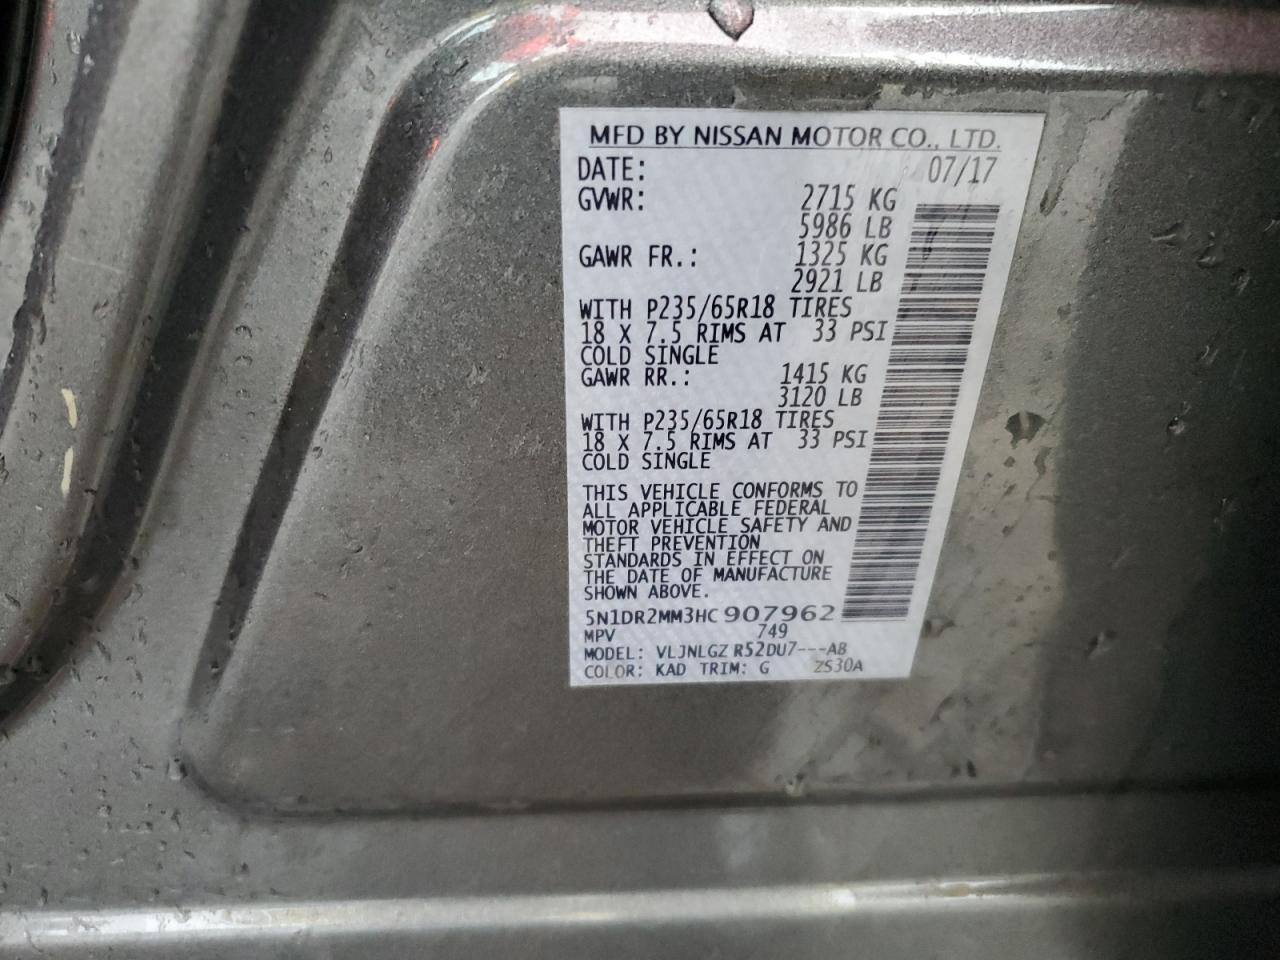 MFD BY NISSAN MOTOR CO., LTD.
DATE: 07/17
GVWR: 2715 KG
5986 LB
GAWR FR.: 1325 KG
2921 LB
WITH P235/65R18 TIRES
18 X 7.5 RIMS AT 33 PSI
COLD SINGLE
GAWR RR.: 1415 KG
3120 LB
WITH P235/65R18 TIRES
18 X 7.5 RIMS AT 33 PSI
COLD SINGLE
THIS VEHICLE CONFORMS TO
ALL APPLICABLE FEDERAL
MOTOR VEHICLE SAFETY AND
THEFT PREVENTION
STANDARDS IN EFFECT ON
THE DATE OF MANUFACTURE
SHOWN ABOVE.
5N1DR2MM3HC 907962
MPV 749
MODEL: VLJNLGZ R52DU7---AB
COLOR: KAD TRIM: G ZS30A